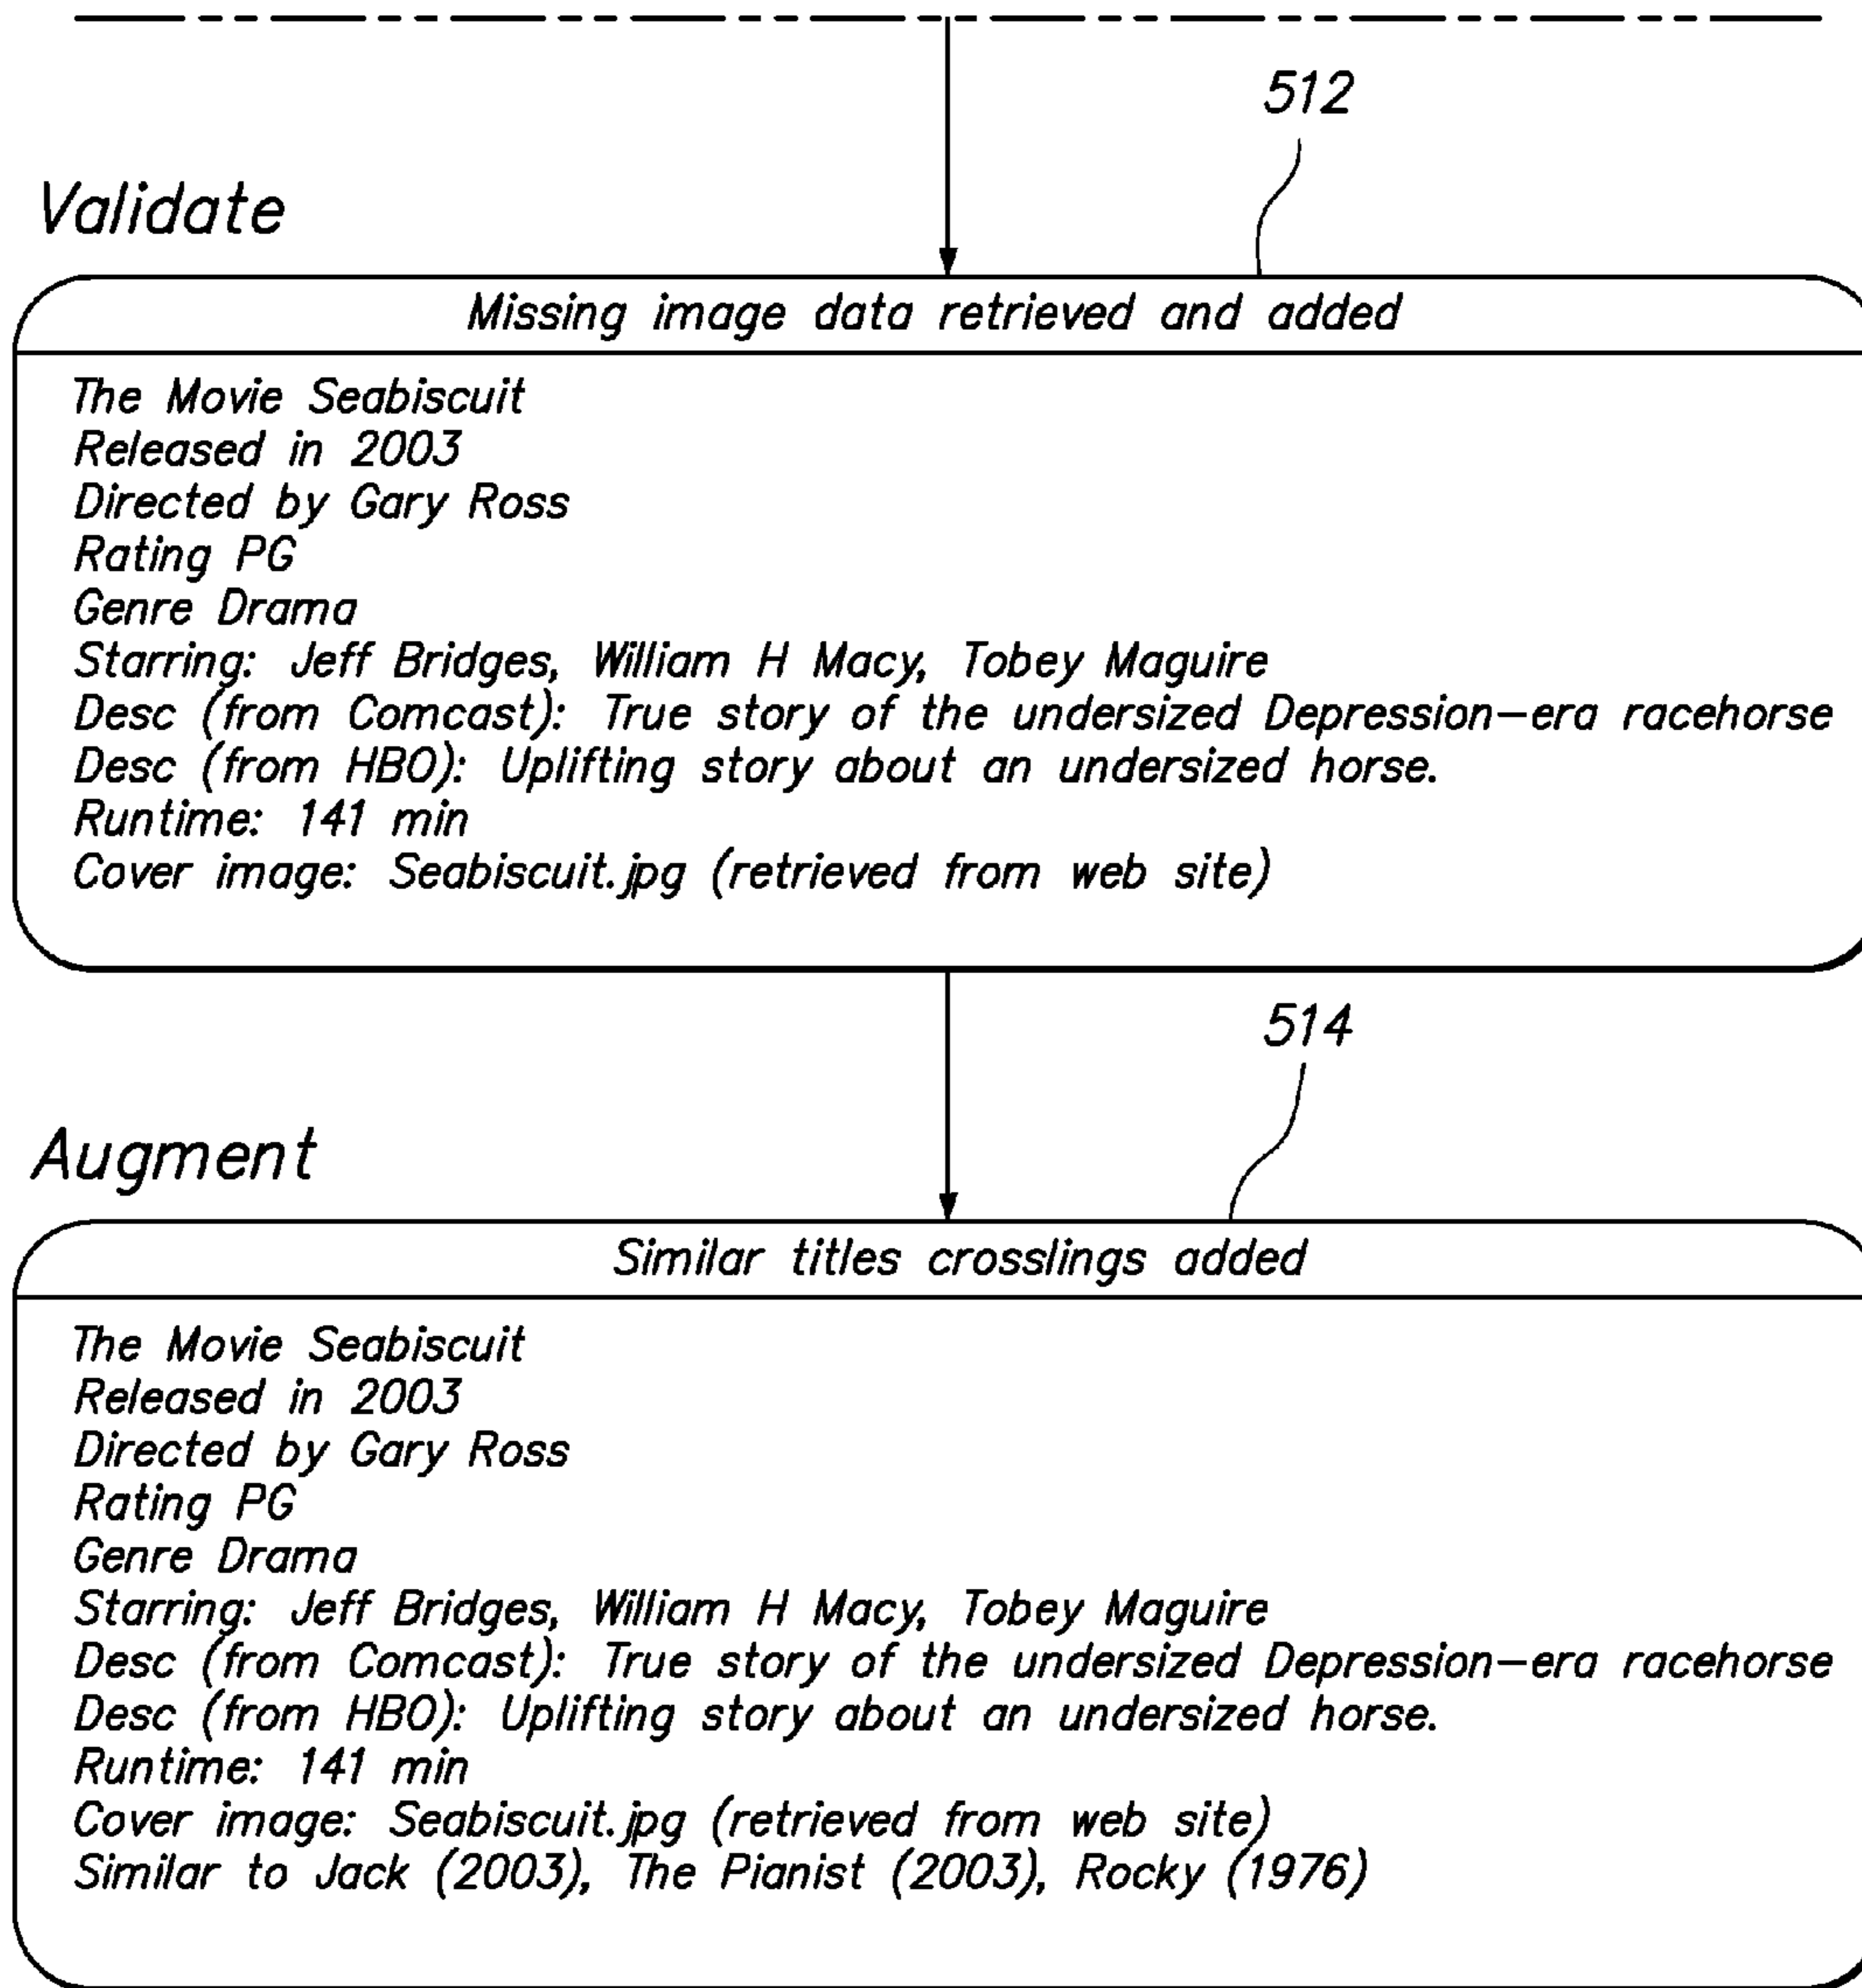 512
Validate
Missing image data retrieved and added
The Movie Seabiscuit
Released in 2003
Directed by Gary Ross
Rating PG
Genre Drama
Starring: Jeff Bridges, William H Macy, Tobey Maguire
Desc (from Comcast): True story of the undersized Depression-era racehorse
Desc (from HBO): Uplifting story about an undersized horse.
Runtime: 141 min
Cover image: Seabiscuit.jpg (retrieved from web site)
514
Augment
Similar titles crosslings added
The Movie Seabiscuit
Released in 2003
Directed by Gary Ross
Rating PG
Genre Drama
Starring: Jeff Bridges, William H Macy, Tobey Maguire
Desc (from Comcast): True story of the undersized Depression-era racehorse
Desc (from HBO): Uplifting story about an undersized horse.
Runtime: 141 min
Cover image: Seabiscuit.jpg (retrieved from web site)
Similar to Jack (2003), The Pianist (2003), Rocky (1976)